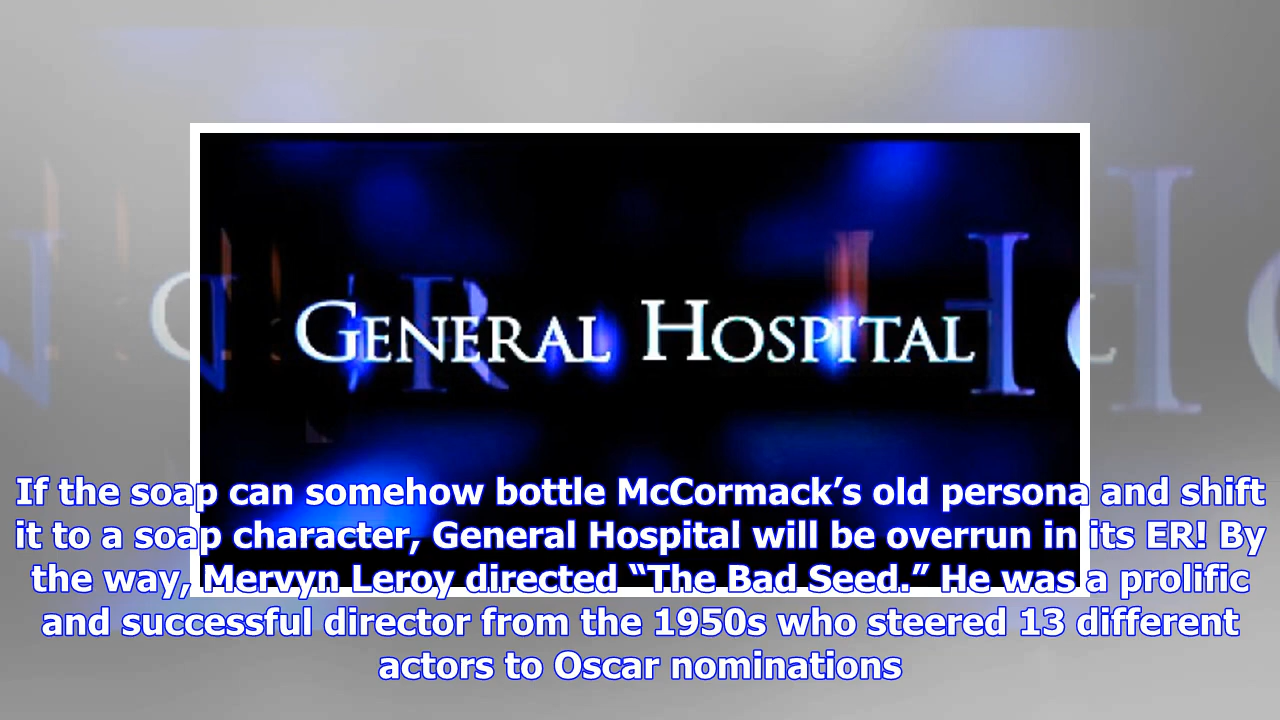 GENERAL HOSPITAL
If the soap can somehow bottle McCormack’s old persona and shift
it to a soap character, General Hospital will be overrun in its ER! By
the way, Mervyn Leroy directed “The Bad Seed.” He was a prolific
and successful director from the 1950s who steered 13 different
actors to Oscar nominations